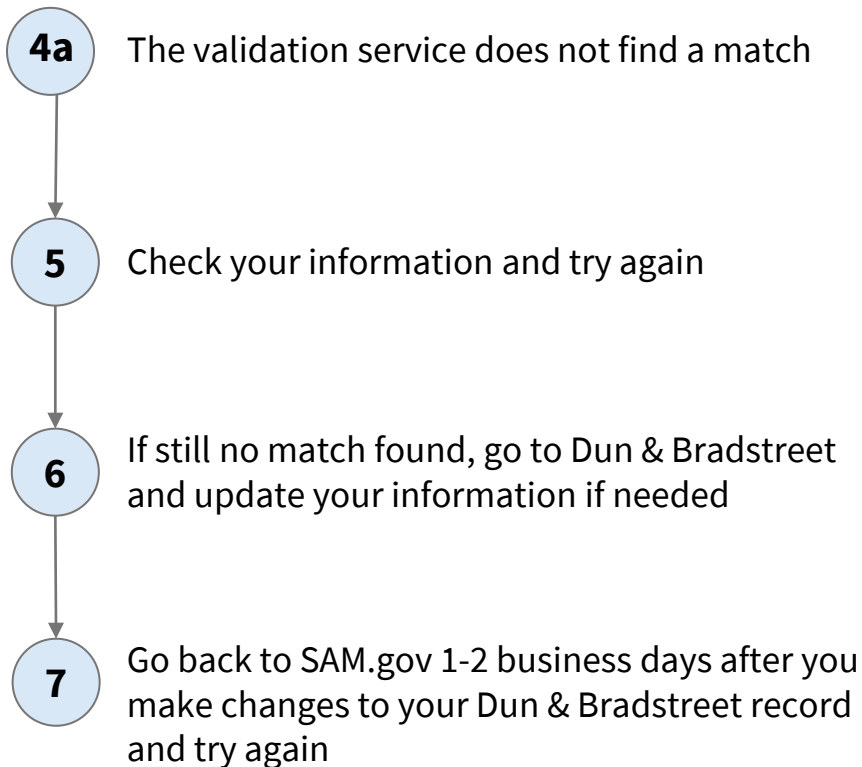 4a
The validation service does not find a match
5
Check your information and try again
6
If still no match found, go to Dun & Bradstreet
and update your information if needed
7
Go back to SAM.gov 1-2 business days after you
make changes to your Dun & Bradstreet record
and try again